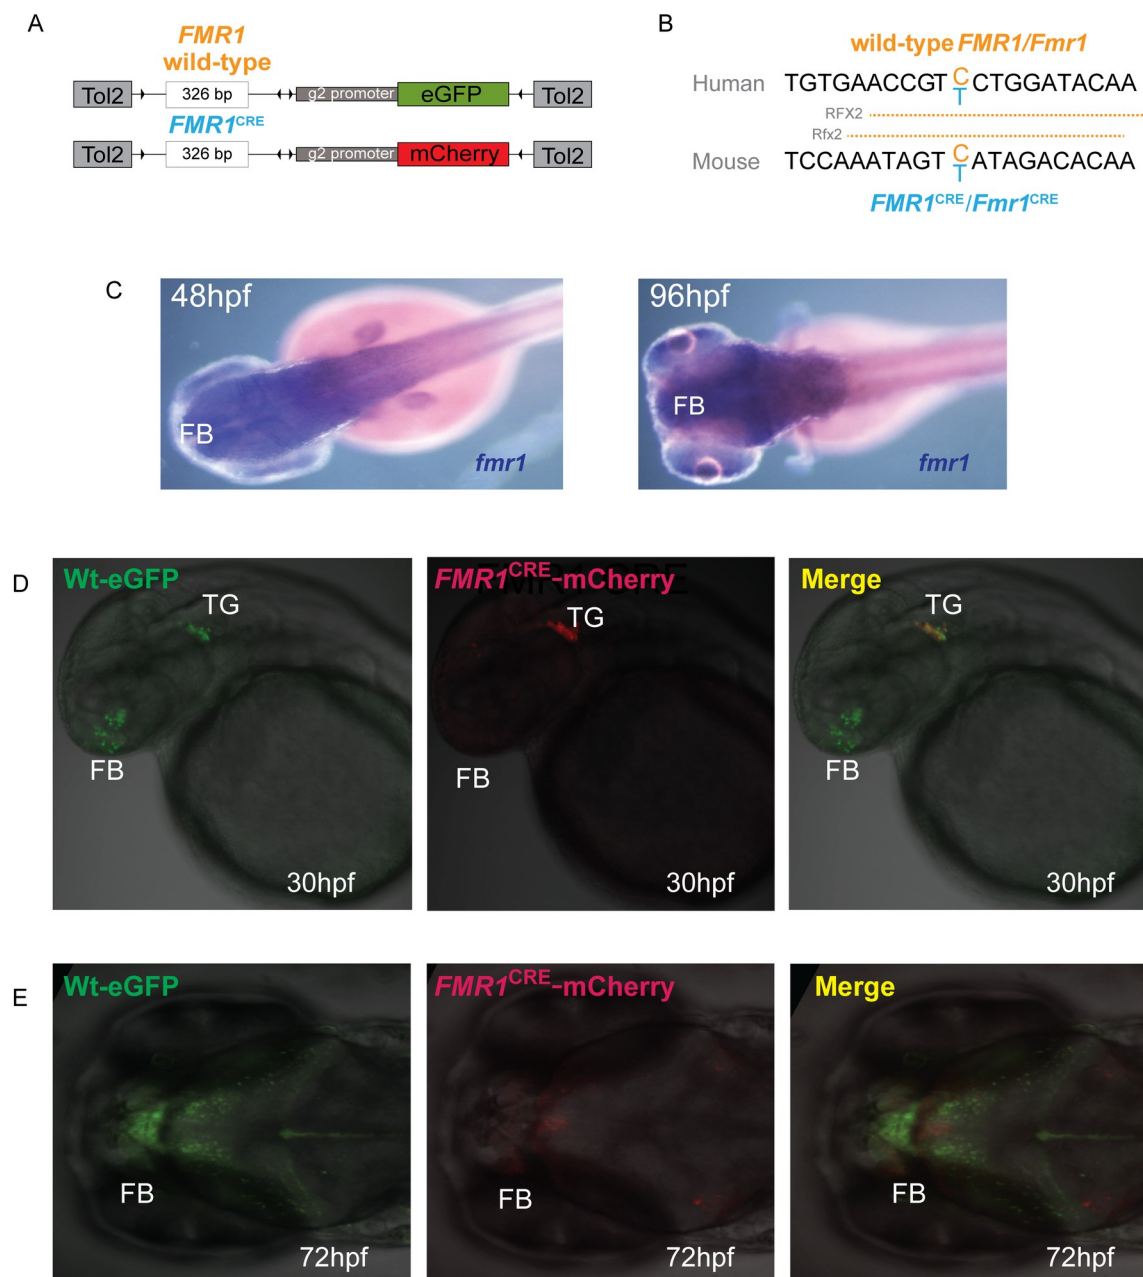 A
FMR1
wild-type
Tol2 326 bp g2 promoter eGFP Tol2
FMR1CRE
Tol2 326 bp g2 promoter mCherry Tol2
B
wild-type FMR1/Fmr1
Human TGTGAACCGT C CTGGATACAA
T
RFX2
Rfx2
Mouse TCCAAATAGT C ATAGACACAA
T
FMR1CRE/Fmr1CRE
C
48hpf
FB
fmr1
96hpf
FB
fmr1
D
Wt-eGFP
TG
FB
30hpf
FMR1CRE-mCherry
FMR1 CRE
TG
FB
30hpf
Merge
TG
FB
30hpf
E
Wt-eGFP
FB
72hpf
FMR1CRE-mCherry
FB
72hpf
Merge
FB
72hpf